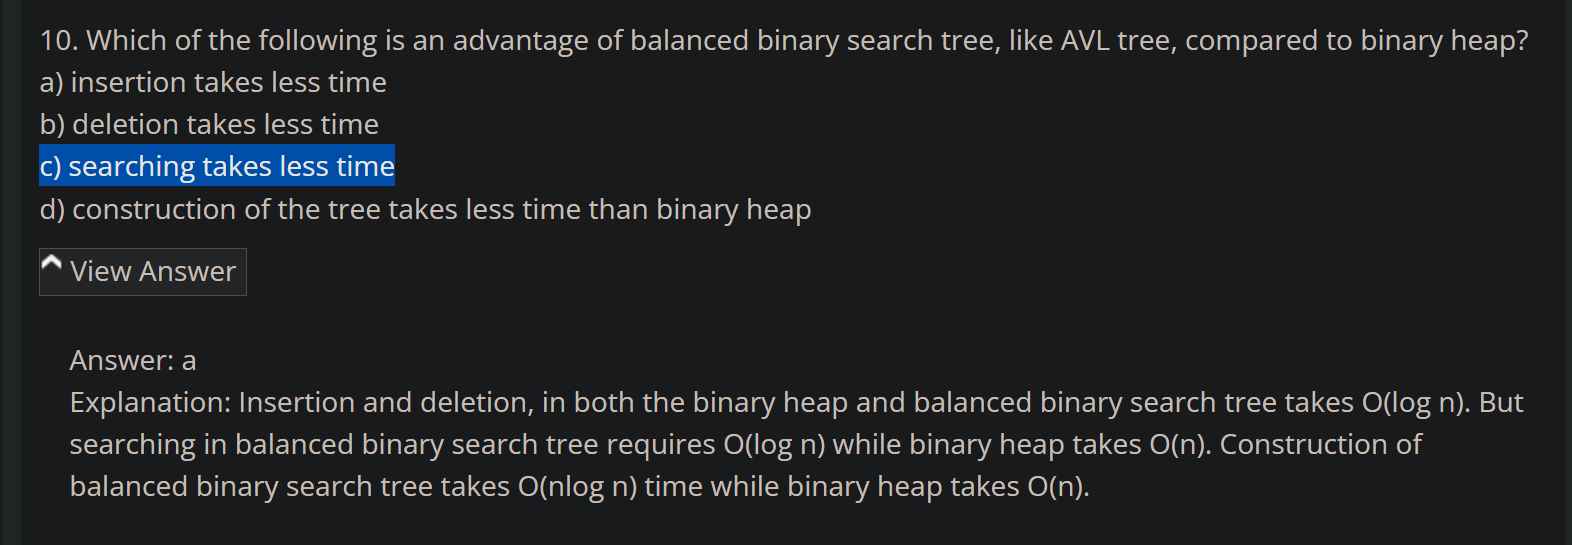 10. Which of the following is an advantage of balanced binary search tree, like AVL tree, compared to binary heap?
a) insertion takes less time
b) deletion takes less time
c) searching takes less time
d) construction of the tree takes less time than binary heap
View Answer
Answer: a
Explanation: Insertion and deletion, in both the binary heap and balanced binary search tree takes O(log n). But
searching in balanced binary search tree requires O(log n) while binary heap takes O(n). Construction of
balanced binary search tree takes O(nlog n) time while binary heap takes O(n).